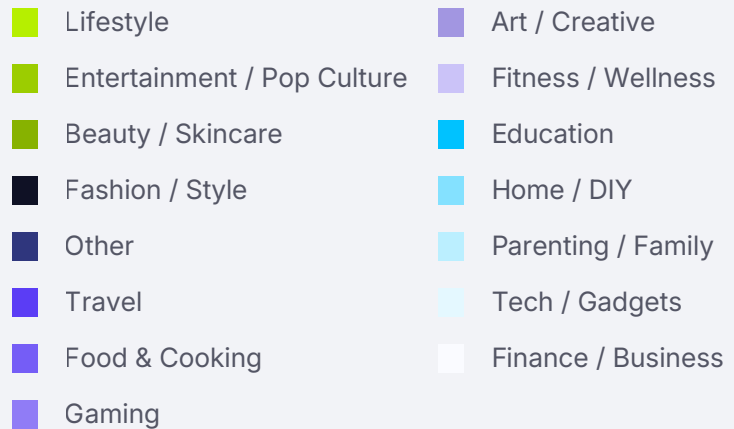 Lifestyle
Entertainment / Pop Culture
Beauty / Skincare
Fashion / Style
Other
Travel
Food & Cooking
Gaming
Art / Creative
Fitness / Wellness
Education
Home / DIY
Parenting / Family
Tech / Gadgets
Finance / Business